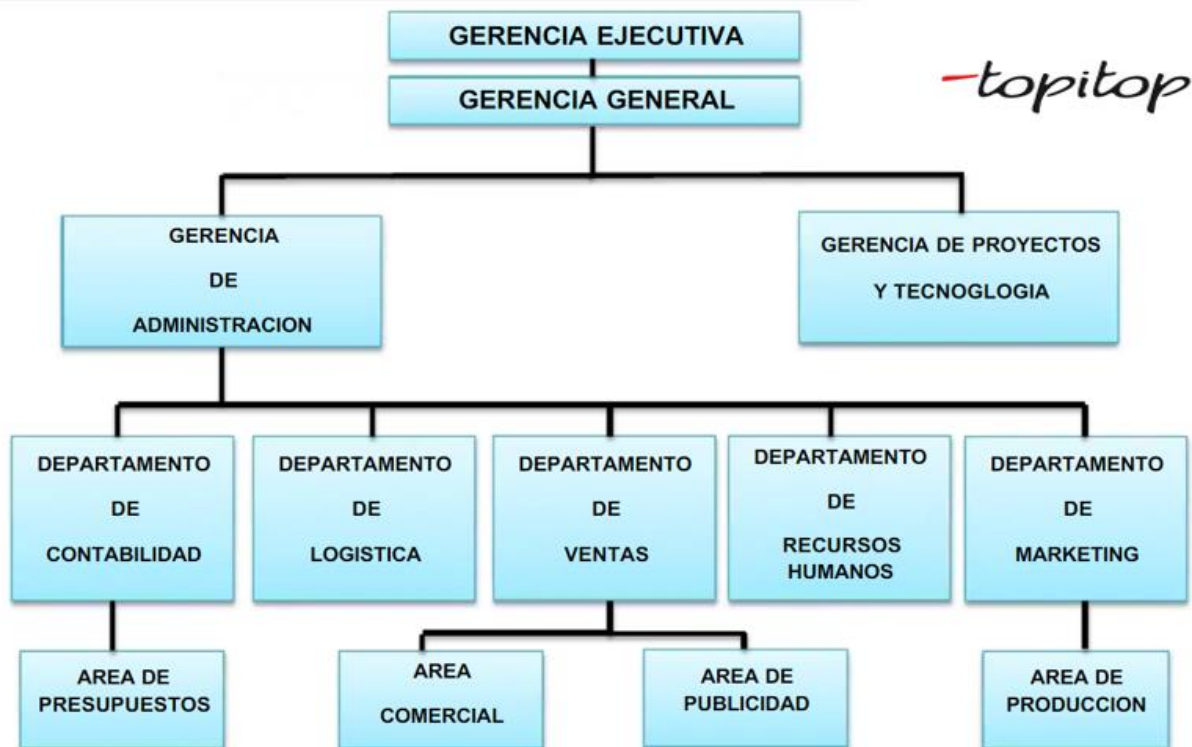 GERENCIA EJECUTIVA
GERENCIA GENERAL
topitop
GERENCIA
DE
ADMINISTRACION
GERENCIA DE PROYECTOS
Y TECNOGLOGIA
DEPARTAMENTO
DE
CONTABILIDAD
DEPARTAMENTO
DE
LOGISTICA
DEPARTAMENTO
DE
VENTAS
DEPARTAMENTO
DE
RECURSOS
HUMANOS
DEPARTAMENTO
DE
MARKETING
AREA DE
PRESUPUESTOS
AREA
COMERCIAL
AREA DE
PUBLICIDAD
AREA DE
PRODUCCION